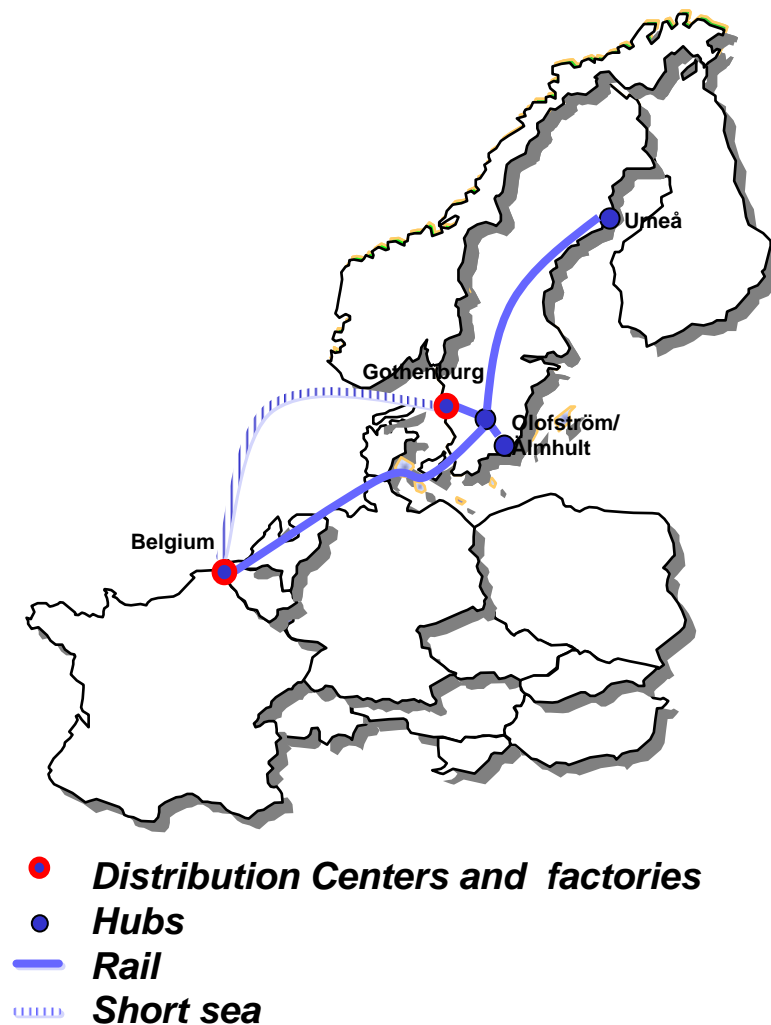 Umeå
Gothenburg
Olofström/
Älmhult
Belgium
Distribution Centers and factories
Hubs
Rail
Short sea